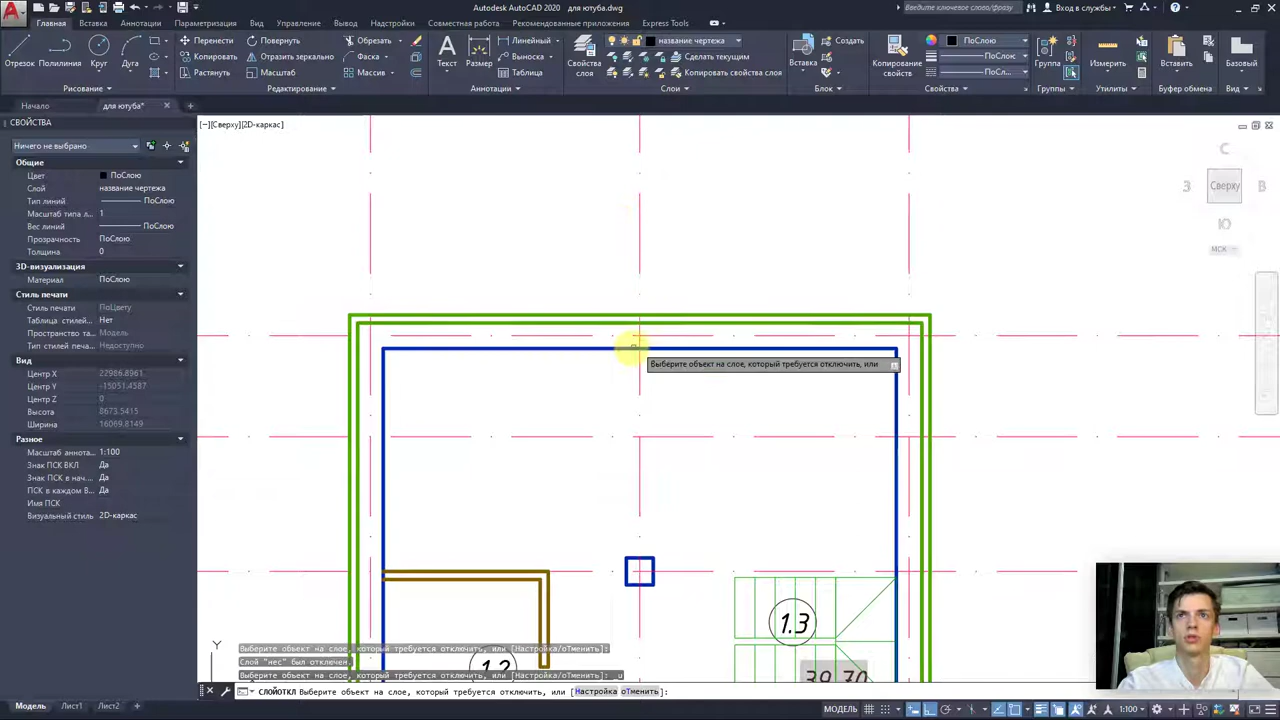 Autodesk AutoCAD 2020 для ютуба.dwg
Введите ключевое слово/фразу
Вход в службы
Главная Вставка Аннотации Параметризация Вид Управление Вывод Надстройки Совместная работа Рекомендованные приложения Express Tools
Отрезок Полилиния Круг Дуга
Перенести Повернуть Обрезать
Копировать Отразить зеркально Фаска
Растянуть Масштаб Массив
Текст Размер
Линейный
Выноска
Таблица
Свойства слоя
название чертежа
Сделать текущим
Копировать свойства слоя
Вставка
Создать
Редактировать
Копирование свойств
ПоСлою
ПоСлою
ПоСл...
Группа Измерить Вставить Базовый
Рисование Редактирование Аннотации Слои Блок Свойства Группы Утилиты Буфер обмена Вид
Начало для ютуба*
СВОЙСТВА
[−][Сверху][2D-каркас]
Ничего не выбрано
Общие
Цвет ПоСлою
Слой название чертежа
Тип линий ПоСлою
Масштаб типа л... 1
Вес линий ПоСлою
Прозрачность ПоСлою
Толщина 0
3D-визуализация
Материал ПоСлою
Стиль печати
Стиль печати ПоЦвету
Таблица стилей... Нет
Пространство та... Модель
Тип стилей печа... Недоступно
Вид
Центр X 22986.8961
Центр Y -15051.4587
Центр Z 0
Высота 8673.5415
Ширина 16069.8149
Разное
Масштаб аннота... 1:100
Знак ПСК ВКЛ Да
Знак ПСК в нач.... Да
ПСК в каждом В... Да
Имя ПСК
Визуальный стиль 2D-каркас
С
З Сверху В
Ю
МСК
Выберите объект на слое, который требуется отключить, или
1.3
1.2
39.70
Y
Выберите объект на слое, который требуется отключить, или [Настройка/оТменить]:
Слой "нес" был отключен.
Выберите объект на слое, который требуется отключить, или [Настройка/оТменить]: _u
СЛОЙОТКЛ Выберите объект на слое, который требуется отключить, или [Настройка оТменить]:
Модель Лист1 Лист2 +
МОДЕЛЬ 1:100